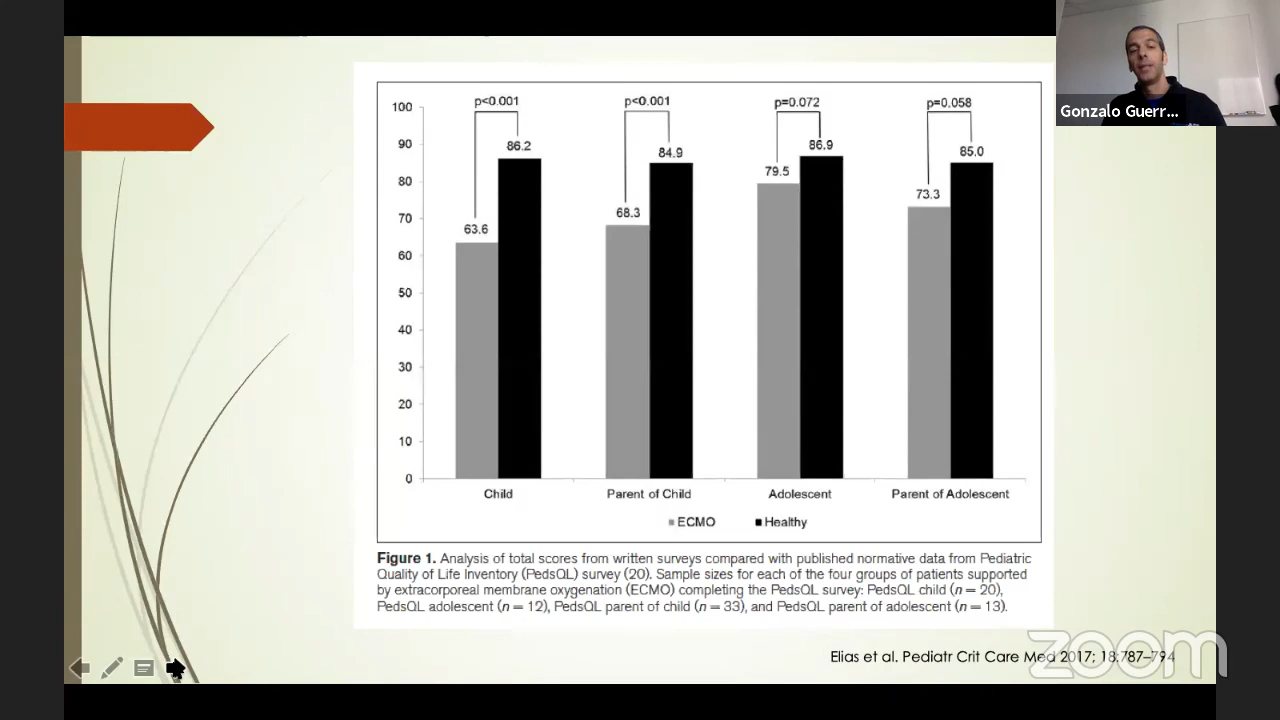 Gonzalo Guerr...
p<0.001
p<0.001
p=0.072
p=0.058
100
90
80
70
60
50
40
30
20
10
0
63.6
86.2
68.3
84.9
79.5
86.9
73.3
85.0
Child
Parent of Child
Adolescent
Parent of Adolescent
ECMO
Healthy
Figure 1. Analysis of total scores from written surveys compared with published normative data from Pediatric
Quality of Life Inventory (PedsQL) survey (20). Sample sizes for each of the four groups of patients supported
by extracorporeal membrane oxygenation (ECMO) completing the PedsQL survey: PedsQL child (n = 20),
PedsQL adolescent (n = 12), PedsQL parent of child (n = 33), and PedsQL parent of adolescent (n = 13).
Elias et al. Pediatr Crit Care Med 2017; 18:787–794
zoom